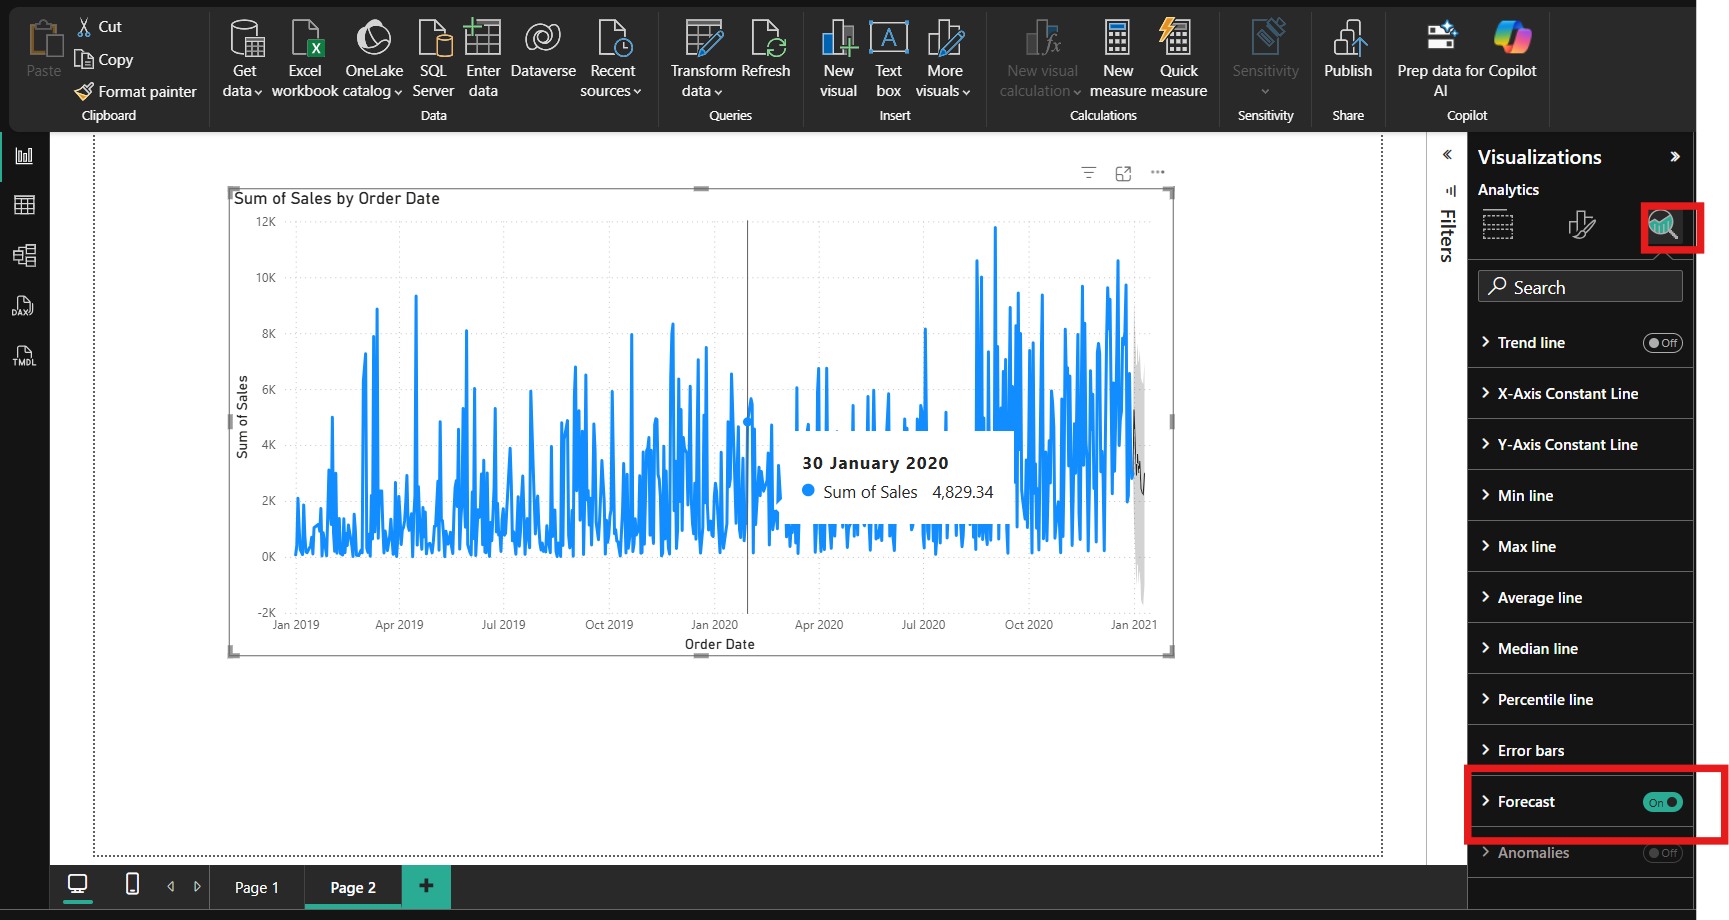 Paste
Cut
Copy
Format painter
Clipboard
Get data
Excel workbook
OneLake catalog
SQL Server
Enter data
Dataverse
Recent sources
Data
Transform data
Refresh
Queries
New visual
A
Text box
More visuals
Insert
New visual calculation
New measure
Quick measure
Calculations
Sensitivity
Sensitivity
Publish
Share
Prep data for AI
Copilot
Copilot
DAX
TMDL
Sum of Sales by Order Date
Sum of Sales
12K
10K
8K
6K
4K
2K
0K
-2K
30 January 2020
Sum of Sales 4,829.34
Jan 2019
Apr 2019
Jul 2019
Oct 2019
Jan 2020
Apr 2020
Jul 2020
Oct 2020
Jan 2021
Order Date
Filters
Visualizations
Analytics
Search
Trend line Off
X-Axis Constant Line
Y-Axis Constant Line
Min line
Max line
Average line
Median line
Percentile line
Error bars
Forecast On
Anomalies Off
Page 1
Page 2